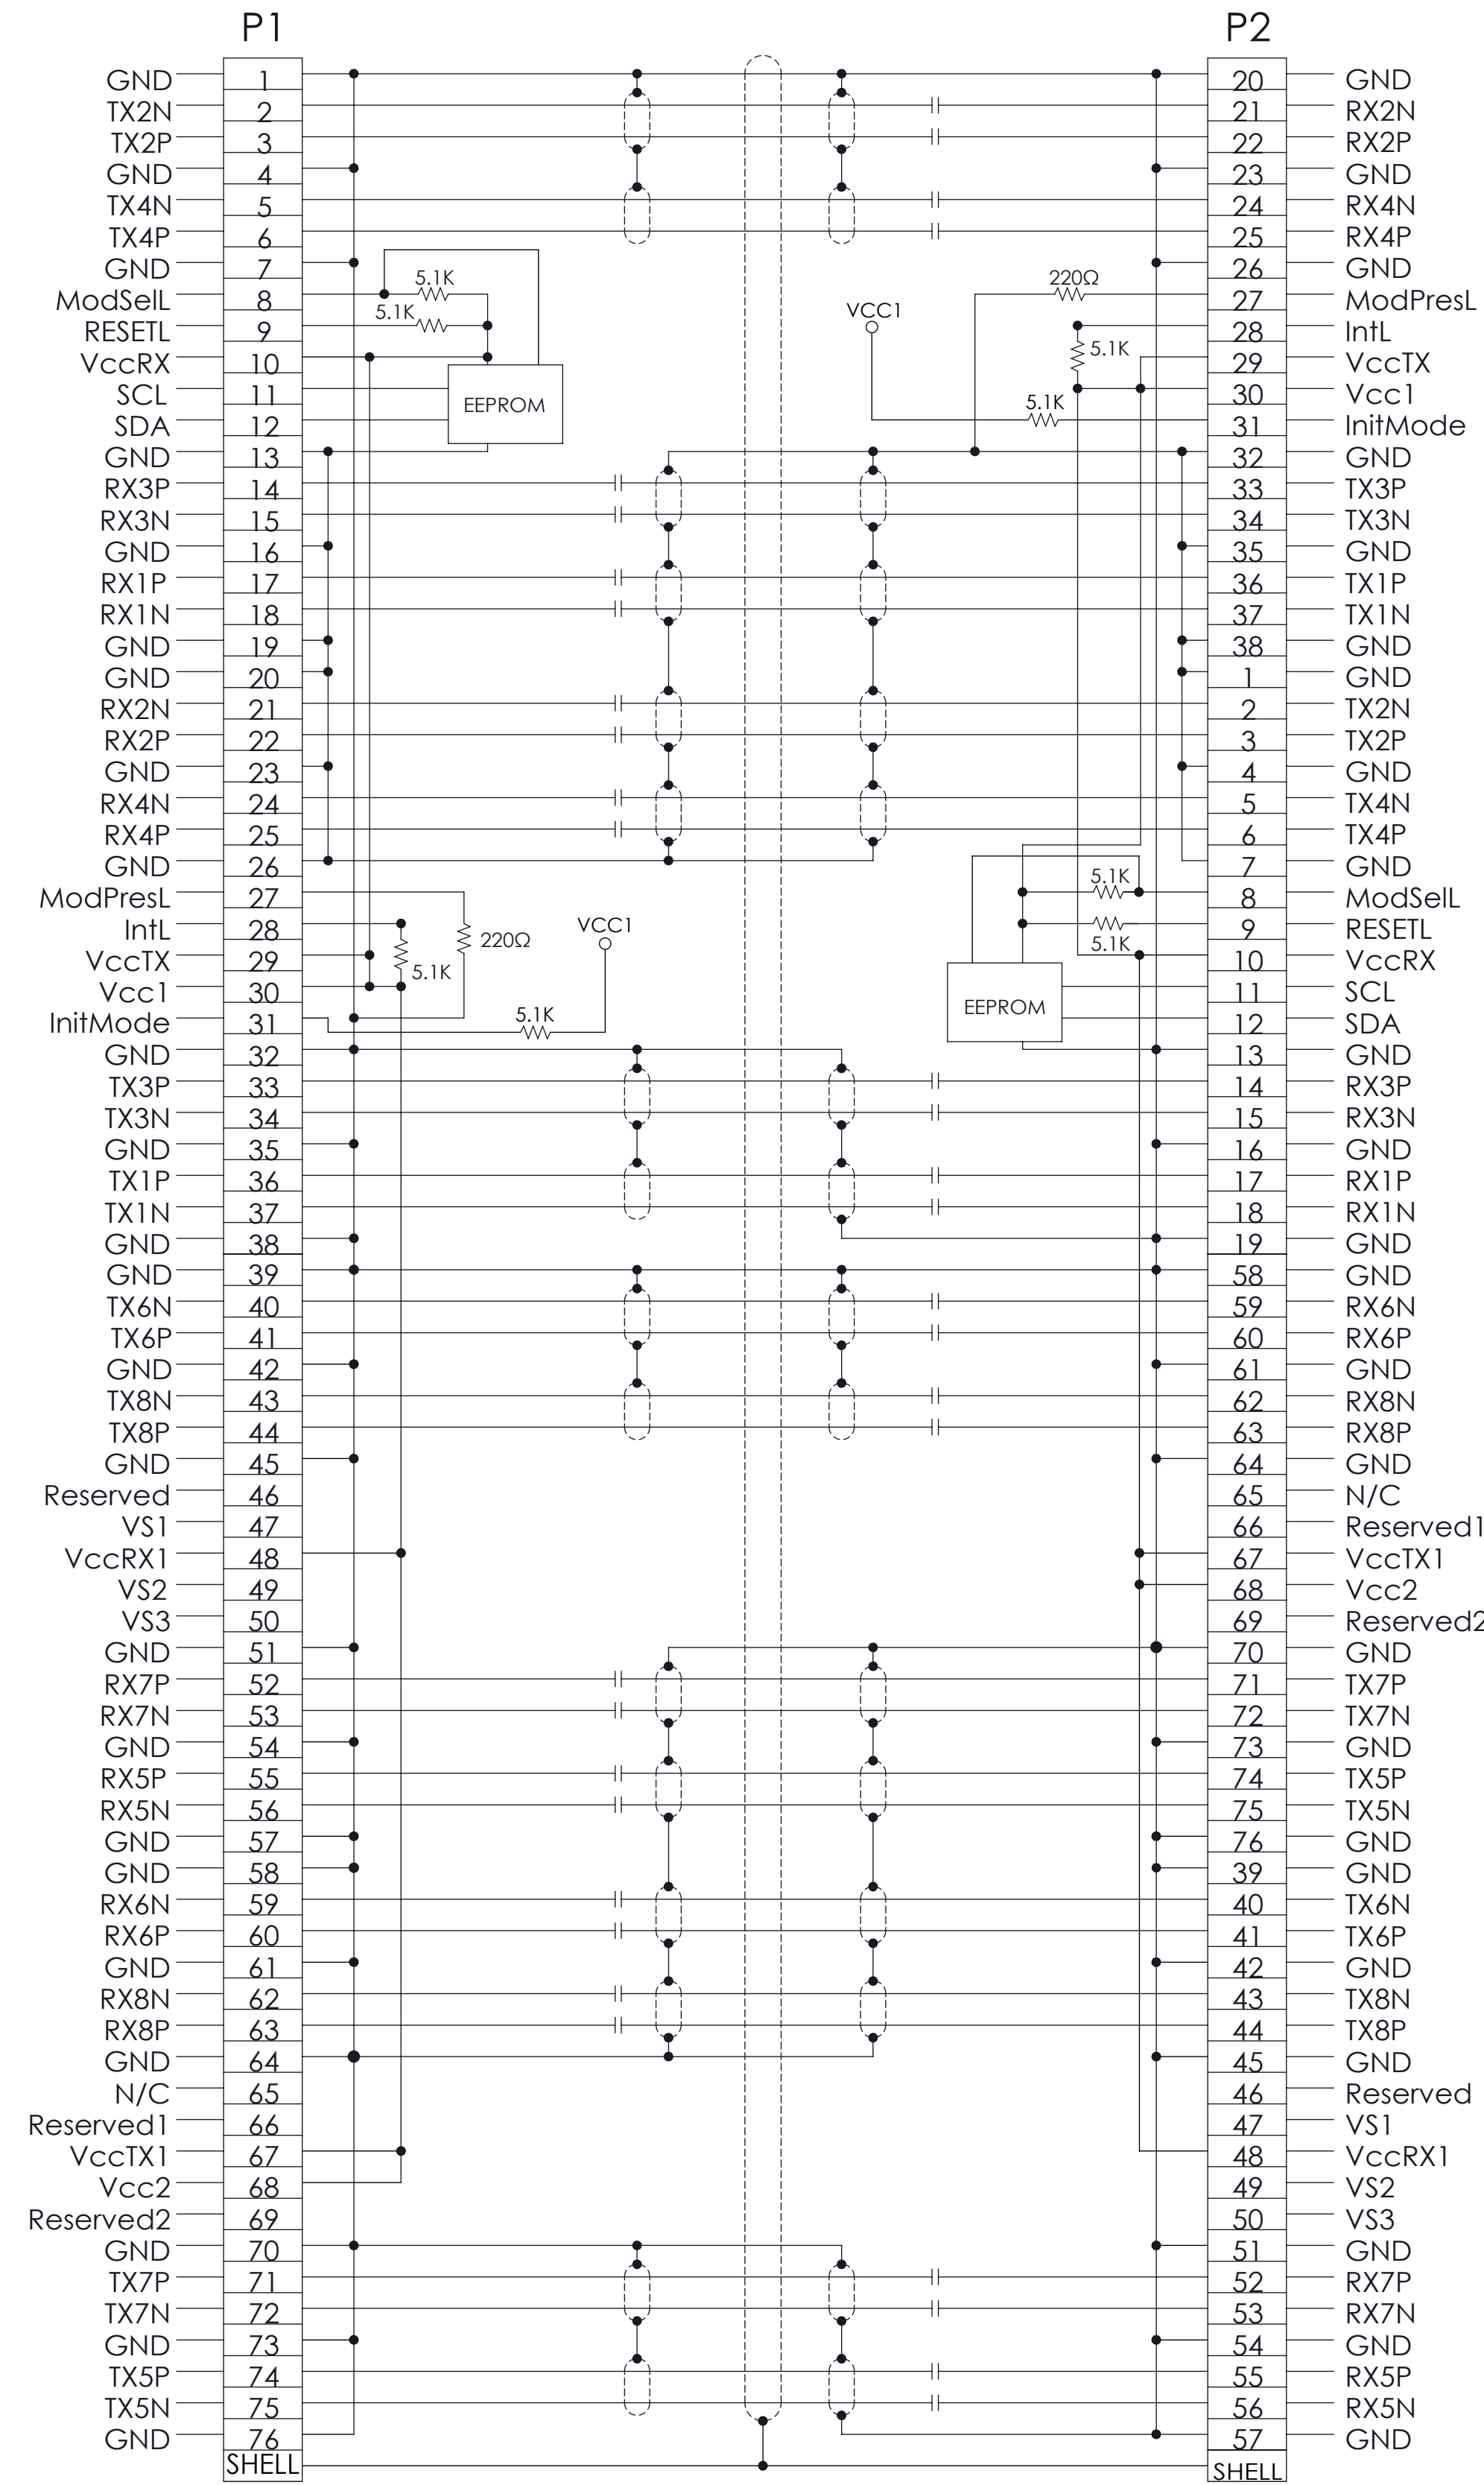 P1 P2
GND 1 20 GND
TX2N 2 21 RX2N
TX2P 3 22 RX2P
GND 4 23 GND
TX4N 5 24 RX4N
TX4P 6 25 RX4P
GND 7 26 GND
5.1K 220Ω
ModSelL 8 27 ModPresL
5.1K VCC1
RESETL 9 28 IntL
5.1K
VccRX 10 29 VccTX
SCL 11 30 Vcc1
EEPROM 5.1K
SDA 12 31 InitMode
GND 13 32 GND
RX3P 14 33 TX3P
RX3N 15 34 TX3N
GND 16 35 GND
RX1P 17 36 TX1P
RX1N 18 37 TX1N
GND 19 38 GND
GND 20 1 GND
RX2N 21 2 TX2N
RX2P 22 3 TX2P
GND 23 4 GND
RX4N 24 5 TX4N
RX4P 25 6 TX4P
GND 26 7 GND
5.1K
ModPresL 27 8 ModSelL
VCC1
IntL 28 9 RESETL
220Ω 5.1K
VccTX 29 10 VccRX
5.1K
Vcc1 30 11 SCL
5.1K EEPROM
InitMode 31 12 SDA
GND 32 13 GND
TX3P 33 14 RX3P
TX3N 34 15 RX3N
GND 35 16 GND
TX1P 36 17 RX1P
TX1N 37 18 RX1N
GND 38 19 GND
GND 39 58 GND
TX6N 40 59 RX6N
TX6P 41 60 RX6P
GND 42 61 GND
TX8N 43 62 RX8N
TX8P 44 63 RX8P
GND 45 64 GND
Reserved 46 65 N/C
VS1 47 66 Reserved1
VccRX1 48 67 VccTX1
VS2 49 68 Vcc2
VS3 50 69 Reserved2
GND 51 70 GND
RX7P 52 71 TX7P
RX7N 53 72 TX7N
GND 54 73 GND
RX5P 55 74 TX5P
RX5N 56 75 TX5N
GND 57 76 GND
GND 58 39 GND
RX6N 59 40 TX6N
RX6P 60 41 TX6P
GND 61 42 GND
RX8N 62 43 TX8N
RX8P 63 44 TX8P
GND 64 45 GND
N/C 65 46 Reserved
Reserved1 66 47 VS1
VccTX1 67 48 VccRX1
Vcc2 68 49 VS2
Reserved2 69 50 VS3
GND 70 51 GND
TX7P 71 52 RX7P
TX7N 72 53 RX7N
GND 73 54 GND
TX5P 74 55 RX5P
TX5N 75 56 RX5N
GND 76 57 GND
SHELL SHELL